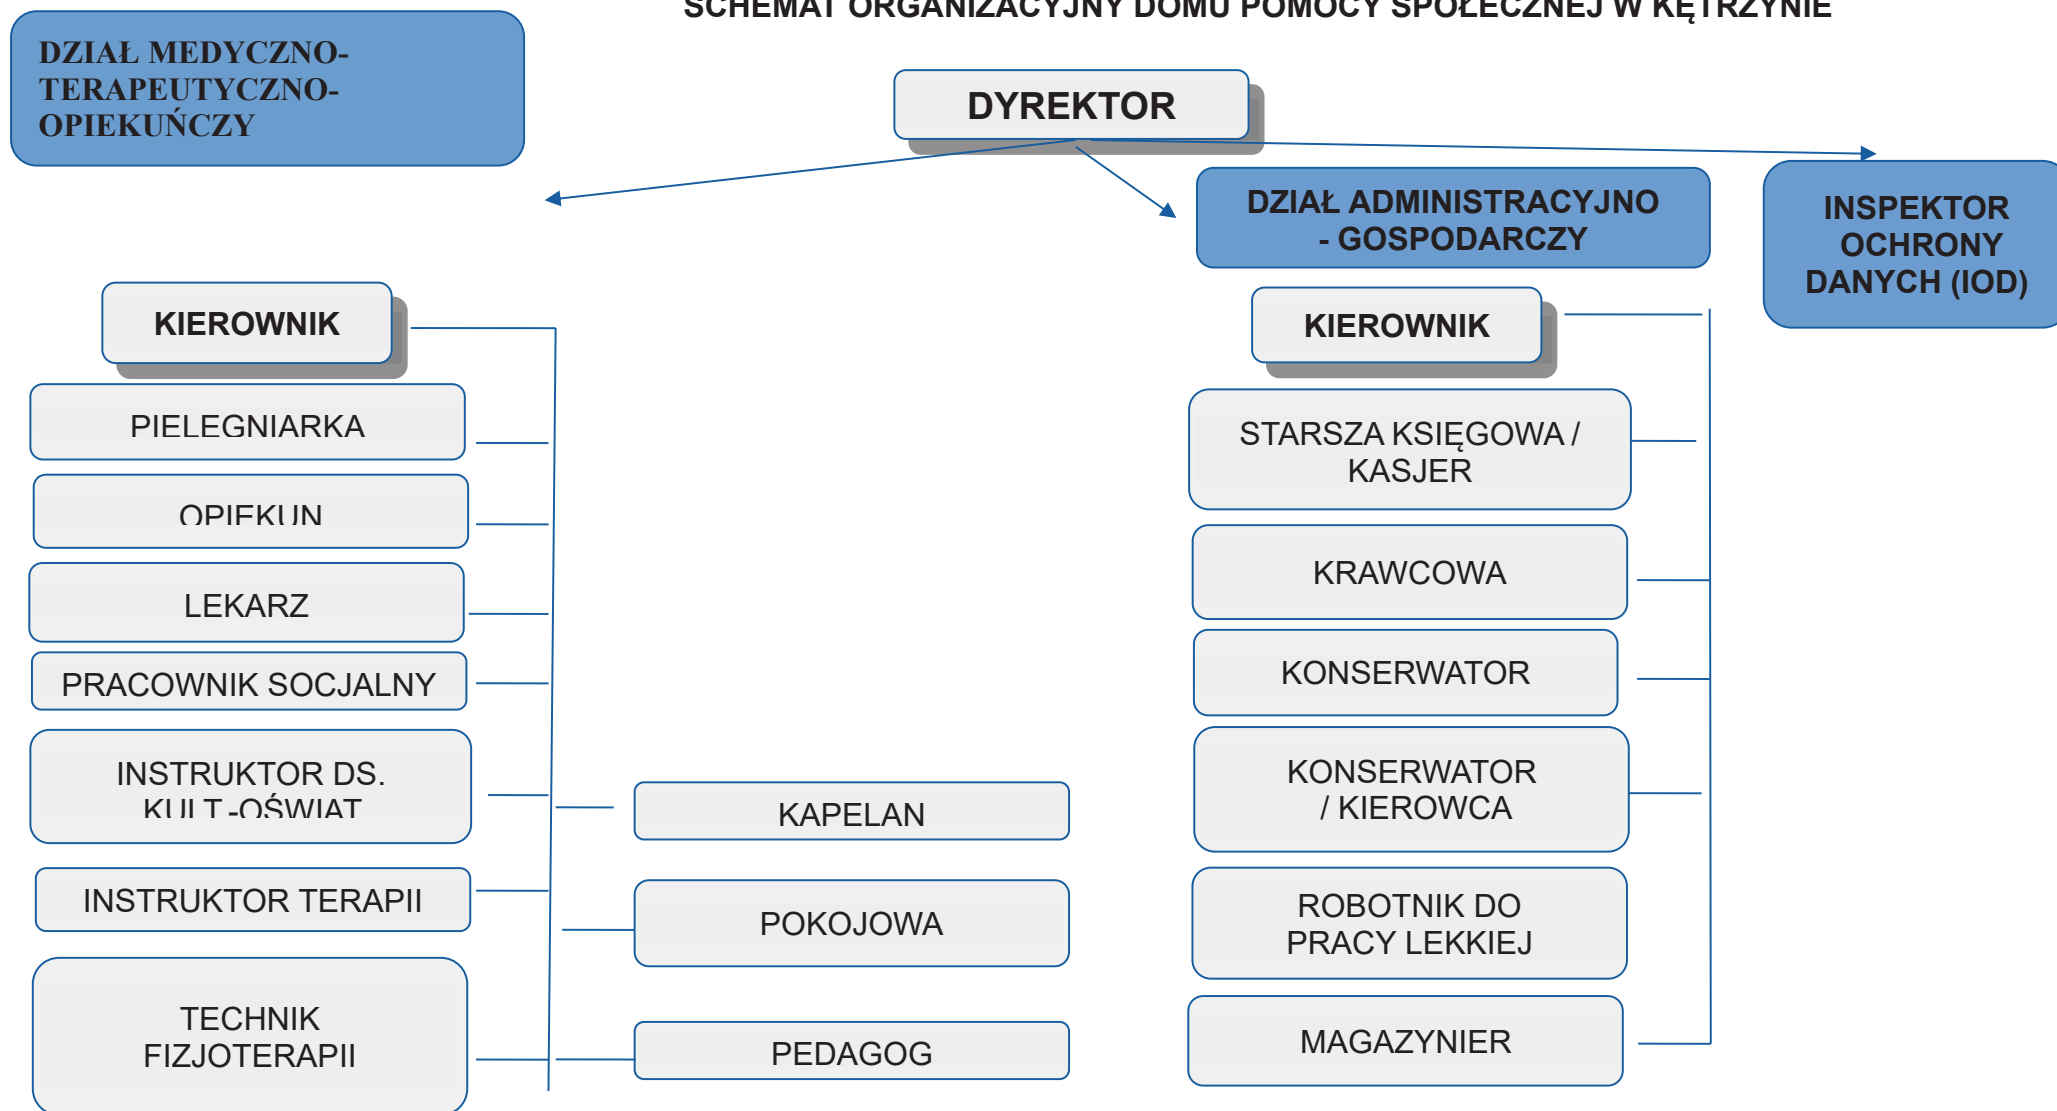 SCHEMAT ORGANIZACYJNY DOMU POMOCY SPOŁECZNEJ W KĘTRZYNIE
DZIAŁ MEDYCZNO-
TERAPEUTYCZNO-
OPIEKUŃCZY
DYREKTOR
DZIAŁ ADMINISTRACYJNO
- GOSPODARCZY
INSPEKTOR
OCHRONY
DANYCH (IOD)
KIEROWNIK
PIELEGNIARKA
OPIEKUN
LEKARZ
PRACOWNIK SOCJALNY
INSTRUKTOR DS.
KULT.-OŚWIAT
INSTRUKTOR TERAPII
TECHNIK
FIZJOTERAPII
KAPELAN
POKOJOWA
PEDAGOG
KIEROWNIK
STARSZA KSIĘGOWA /
KASJER
KRAWCOWA
KONSERWATOR
KONSERWATOR
/ KIEROWCA
ROBOTNIK DO
PRACY LEKKIEJ
MAGAZYNIER